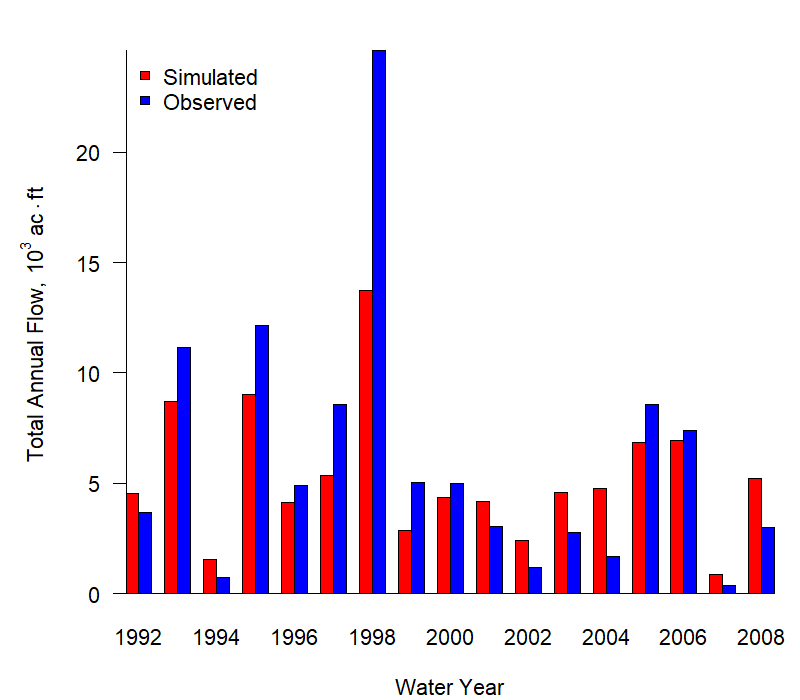 Simulated
Observed
Total Annual Flow, 10³ ac·ft
20
15
10
5
0
1992 1994 1996 1998 2000 2002 2004 2006 2008
Water Year